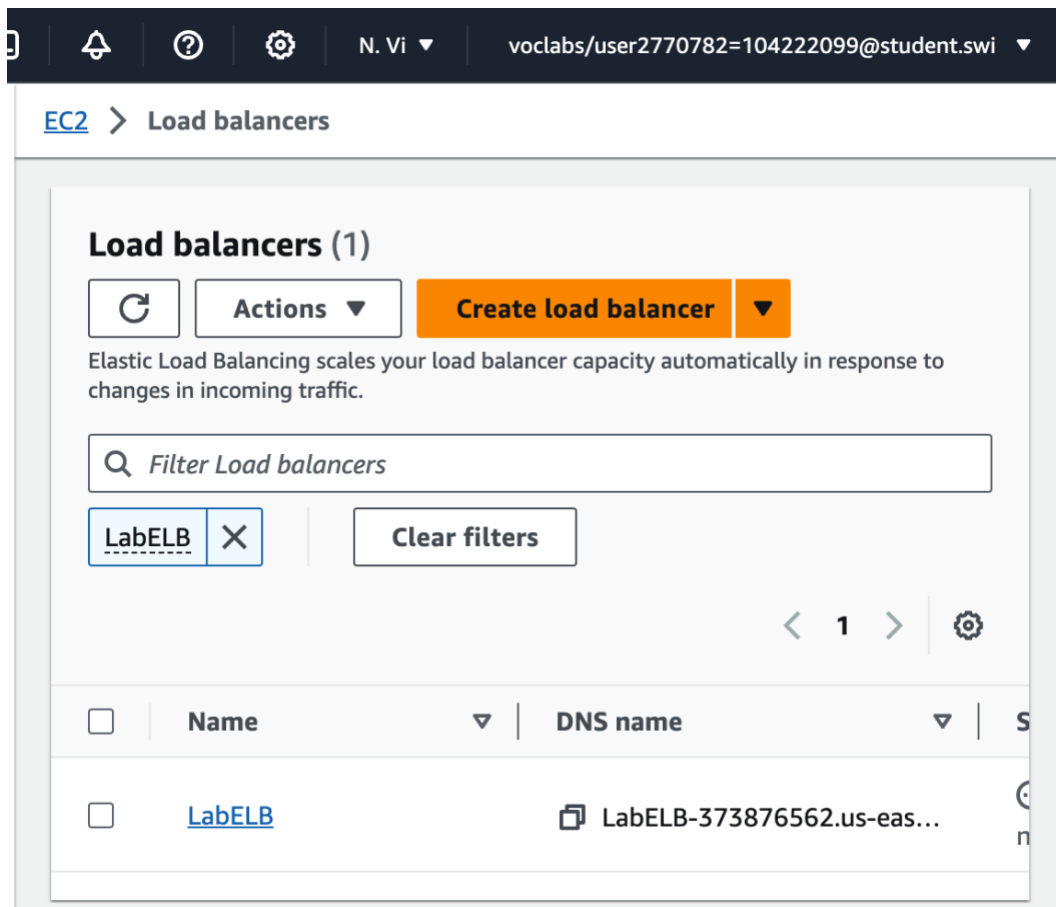 N. Vi voclabs/user2770782=104222099@student.swi
EC2 Load balancers
Load balancers (1)
Actions Create load balancer
Elastic Load Balancing scales your load balancer capacity automatically in response to
changes in incoming traffic.
Filter Load balancers
LabELB Clear filters
1
Name DNS name S
LabELB LabELB-373876562.us-eas...
n